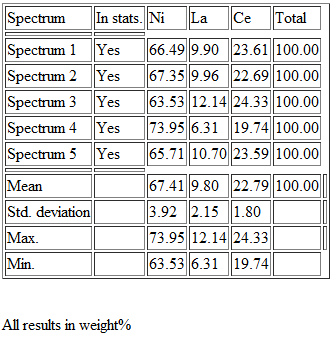 Spectrum In stats. Ni La Ce Total
Spectrum 1 Yes 66.49 9.90 23.61 100.00
Spectrum 2 Yes 67.35 9.96 22.69 100.00
Spectrum 3 Yes 63.53 12.14 24.33 100.00
Spectrum 4 Yes 73.95 6.31 19.74 100.00
Spectrum 5 Yes 65.71 10.70 23.59 100.00
Mean 67.41 9.80 22.79 100.00
Std. deviation 3.92 2.15 1.80
Max. 73.95 12.14 24.33
Min. 63.53 6.31 19.74
All results in weight%